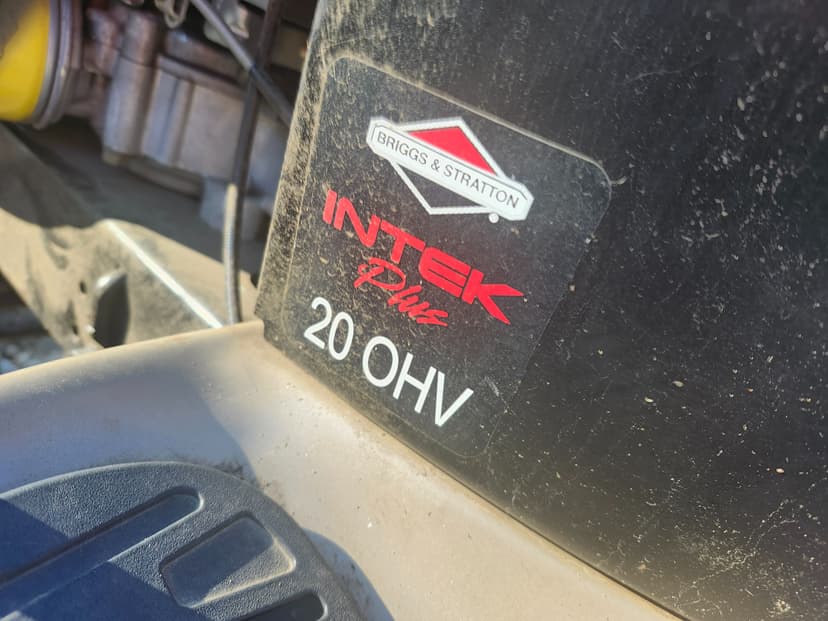 BRIGGS & STRATTON
INTEK
Plus
20 OHV